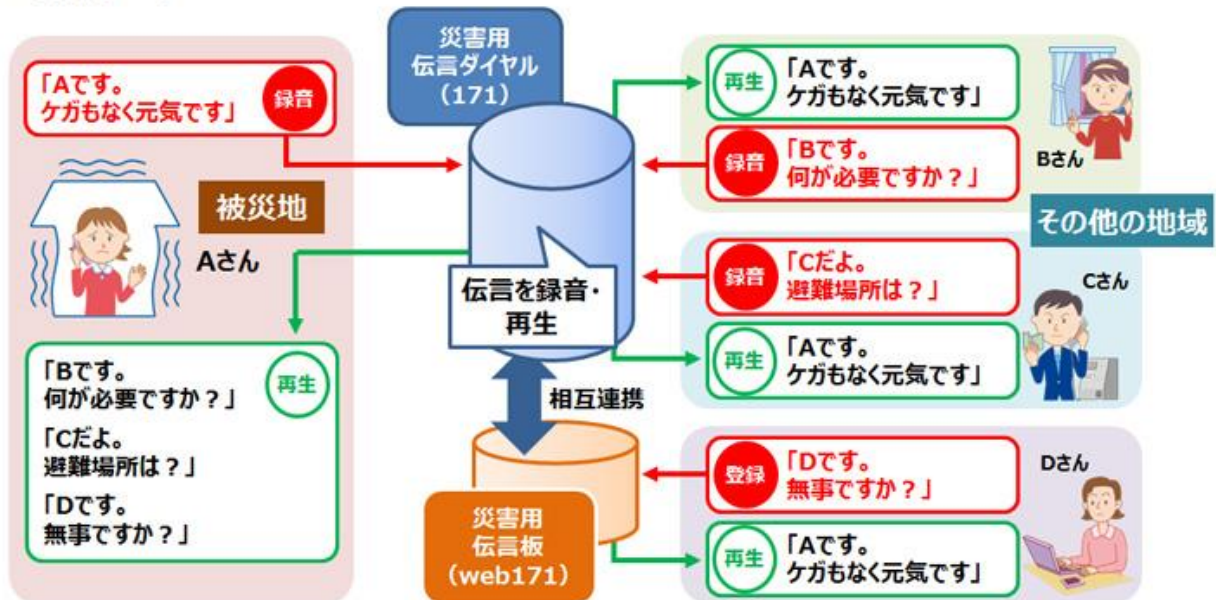 災害用
伝言ダイヤル
(171)
「Aです。
ケガもなく元気です」
録音
被災地
Aさん
「Bです。
何が必要ですか？」
再生
「Cだよ。
避難場所は？」
「Dです。
無事ですか？」
伝言を録音・
再生
相互連携
災害用
伝言板
(web171)
再生
「Aです。
ケガもなく元気です」
録音
「Bです。
何が必要ですか？」
Bさん
その他の地域
録音
「Cだよ。
避難場所は？」
Cさん
再生
「Aです。
ケガもなく元気です」
登録
「Dです。
無事ですか？」
Dさん
再生
「Aです。
ケガもなく元気です」